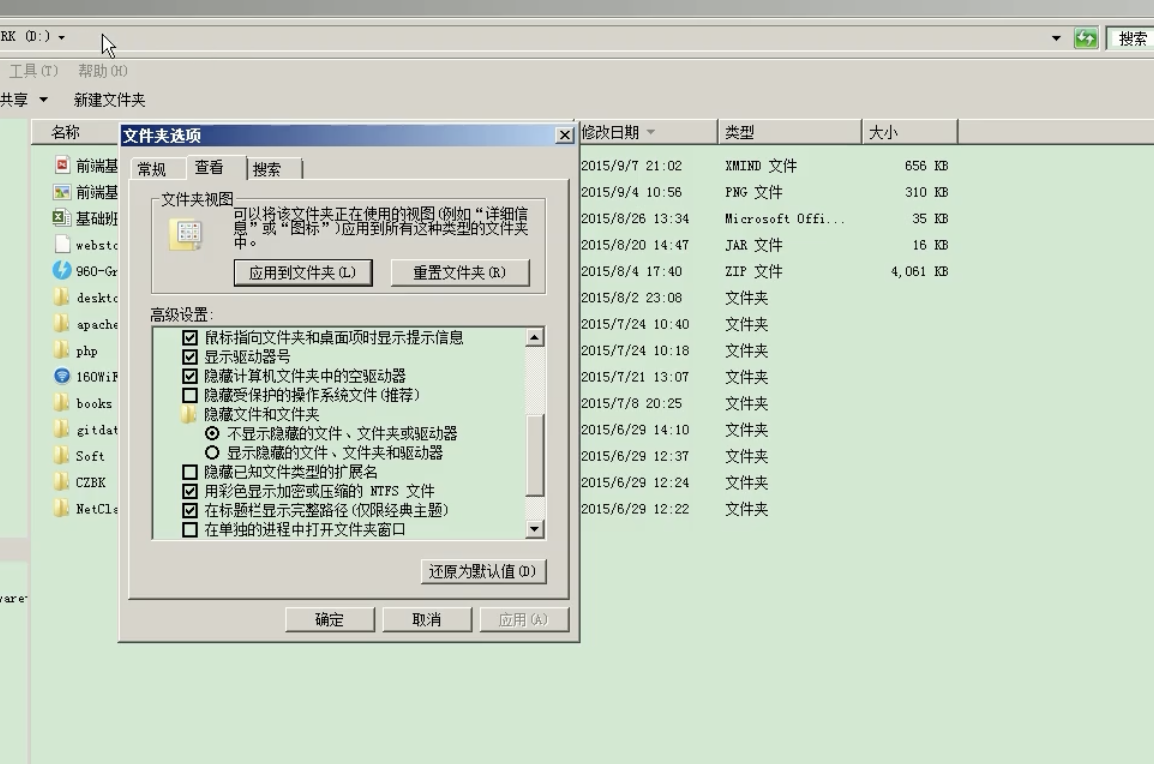 RK (D:)
搜索
工具(T) 帮助(H)
共享 新建文件夹
名称 修改日期 类型 大小
文件夹选项
常规 查看 搜索
文件夹视图
可以将该文件夹正在使用的视图(例如“详细信
息”或“图标”)应用到所有这种类型的文件夹
中。
应用到文件夹(L) 重置文件夹(R)
高级设置:
鼠标指向文件夹和桌面项时显示提示信息
显示驱动器号
隐藏计算机文件夹中的空驱动器
隐藏受保护的操作系统文件(推荐)
隐藏文件和文件夹
不显示隐藏的文件、文件夹或驱动器
显示隐藏的文件、文件夹和驱动器
隐藏已知文件类型的扩展名
用彩色显示加密或压缩的 NTFS 文件
在标题栏显示完整路径(仅限经典主题)
在单独的进程中打开文件夹窗口
还原为默认值(D)
确定 取消 应用(A)
前端基 2015/9/7 21:02 XMIND 文件 656 KB
前端基 2015/9/4 10:56 PNG 文件 310 KB
基础班 2015/8/26 13:34 Microsoft Offi... 35 KB
websto 2015/8/20 14:47 JAR 文件 16 KB
960-Gr 2015/8/4 17:40 ZIP 文件 4,061 KB
deskto 2015/8/2 23:08 文件夹
apache 2015/7/24 10:40 文件夹
php 2015/7/24 10:18 文件夹
160WiF 2015/7/21 13:07 文件夹
books 2015/7/8 20:25 文件夹
gitdat 2015/6/29 14:10 文件夹
Soft 2015/6/29 12:37 文件夹
CZBK 2015/6/29 12:24 文件夹
NetCla 2015/6/29 12:22 文件夹
ware